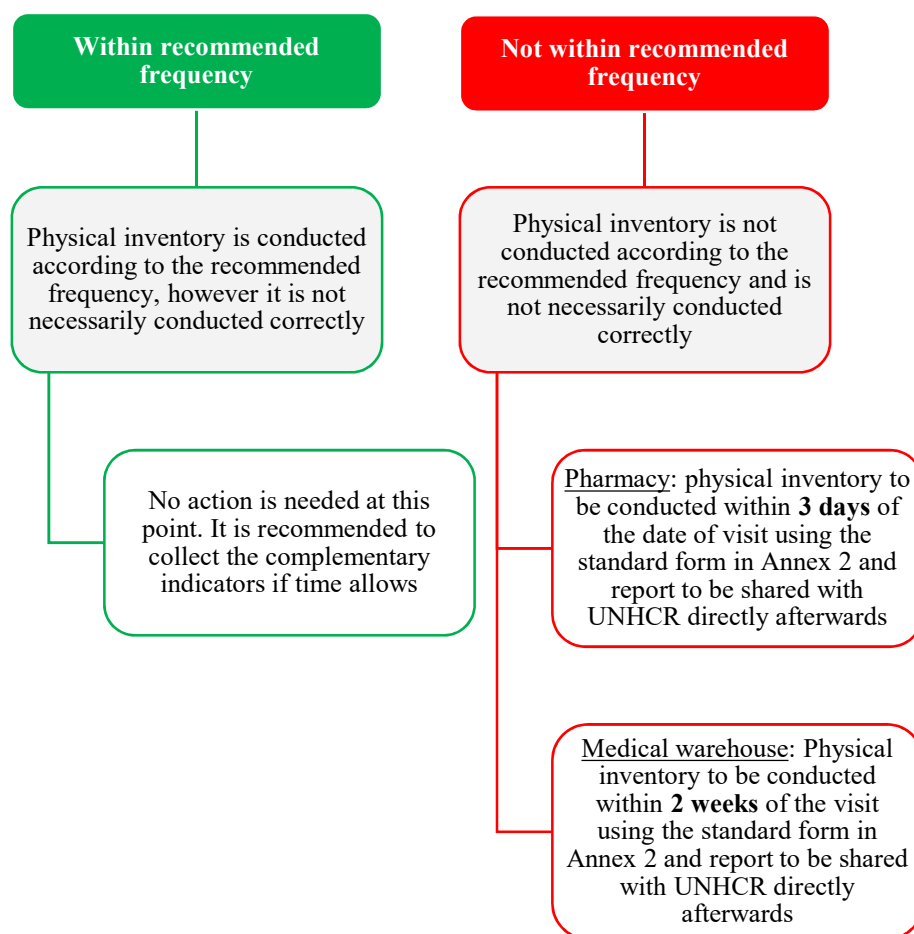 Within recommended
frequency
Not within recommended
frequency
Physical inventory is conducted
according to the recommended
frequency, however it is not
necessarily conducted correctly
Physical inventory is not
conducted according to the
recommended frequency and is
not necessarily conducted
correctly
No action is needed at this
point. It is recommended to
collect the complementary
indicators if time allows
Pharmacy: physical inventory to
be conducted within 3 days of
the date of visit using the
standard form in Annex 2 and
report to be shared with
UNHCR directly afterwards
Medical warehouse: Physical
inventory to be conducted
within 2 weeks of the visit
using the standard form in
Annex 2 and report to be shared
with UNHCR directly
afterwards